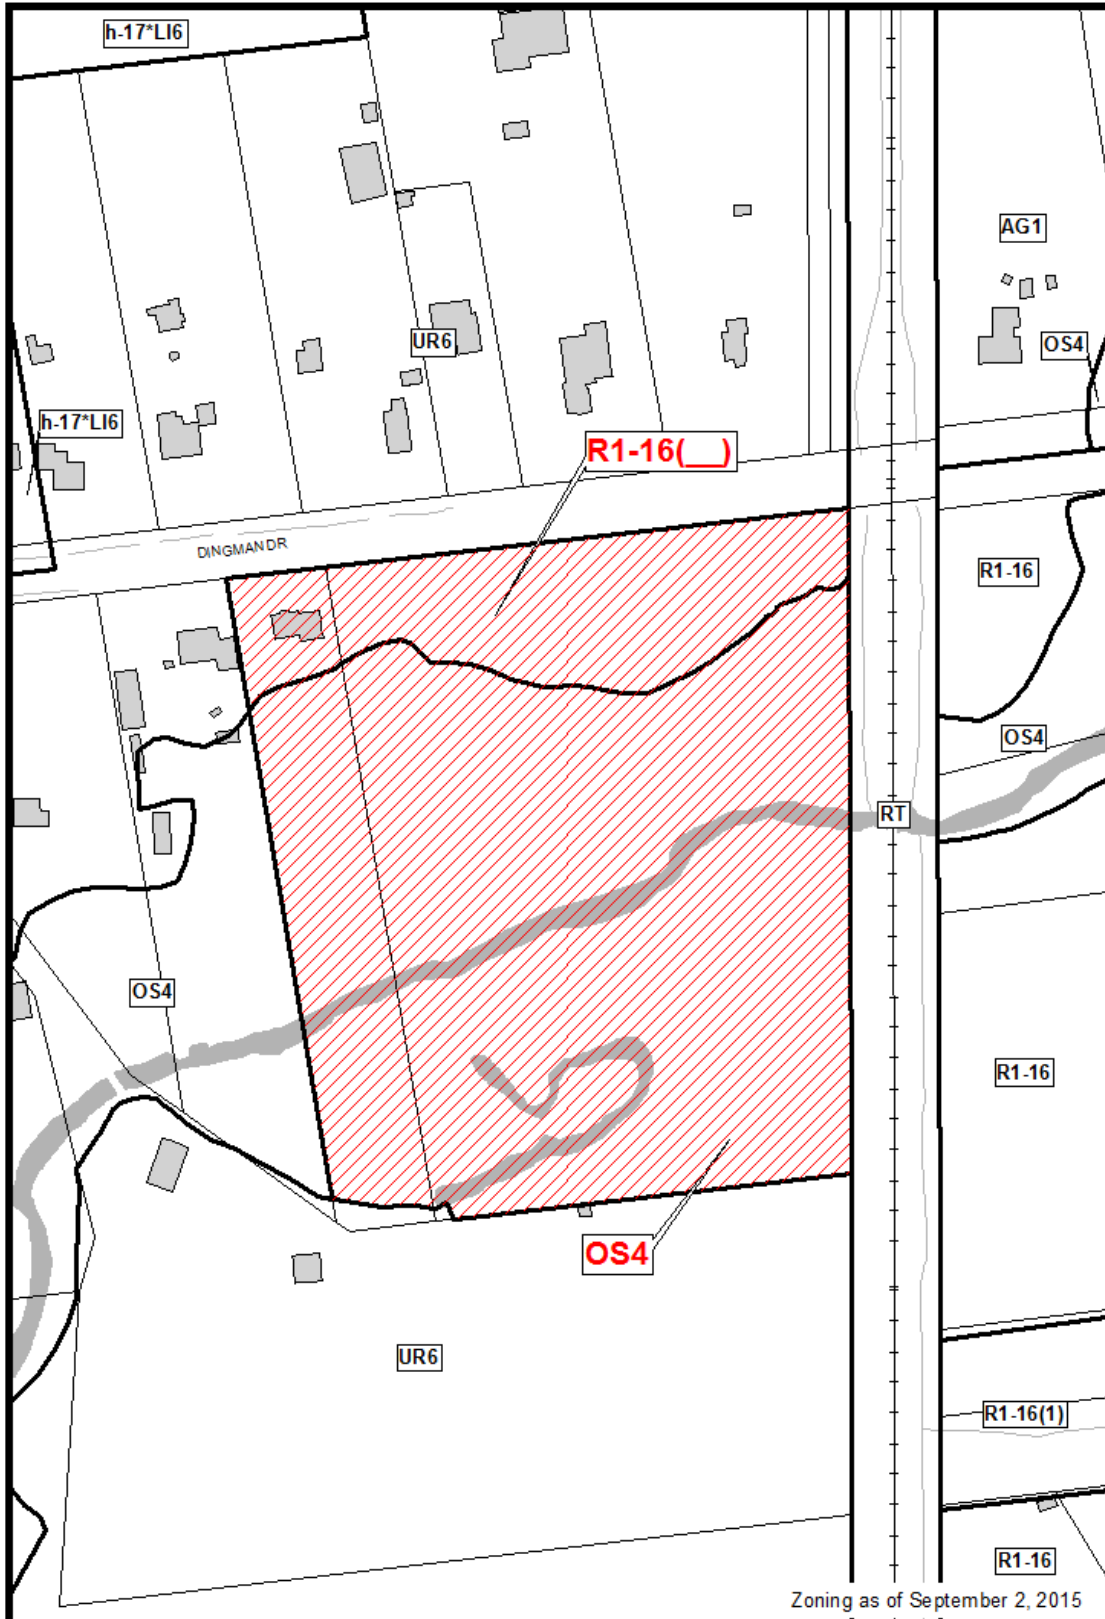 h-17*LI6
AG1
UR6
OS4
h-17*LI6
R1-16(__)
DINGMAN DR
R1-16
OS4
RT
OS4
R1-16
OS4
UR6
R1-16(1)
R1-16
Zoning as of September 2, 2015